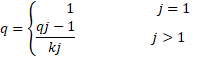 q = { 1 j = 1
qj − 1 / kj j > 1